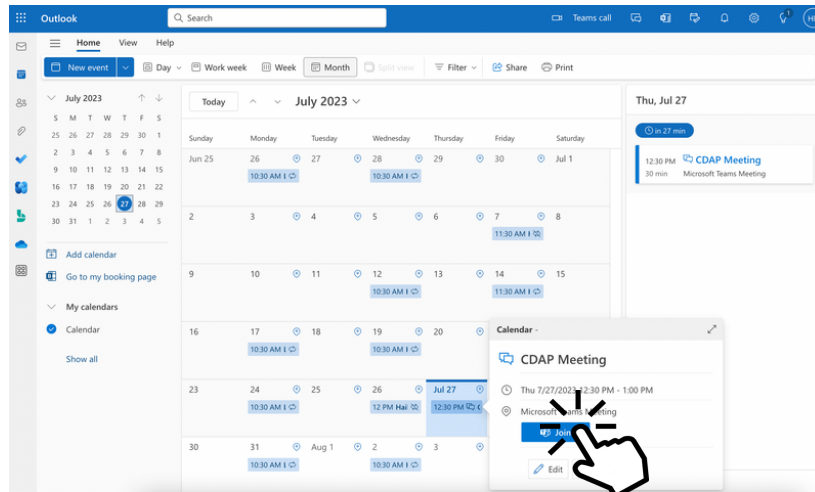 Outlook
Search
Teams call
Home View Help
New event Day Work week Week Month Split view Filter Share Print
July 2023
S M T W T F S
25 26 27 28 29 30 1
2 3 4 5 6 7 8
9 10 11 12 13 14 15
16 17 18 19 20 21 22
23 24 25 26 27 28 29
30 31 1 2 3 4 5
Add calendar
Go to my booking page
My calendars
Calendar
Show all
Today July 2023
Sunday Monday Tuesday Wednesday Thursday Friday Saturday
Jun 25 26 27 28 29 30 Jul 1
10:30 AM 10:30 AM
2 3 4 5 6 7 8
11:30 AM
9 10 11 12 13 14 15
10:30 AM 11:30 AM
16 17 18 19 20
10:30 AM 10:30 AM
23 24 25 26 Jul 27
10:30 AM 12 PM Hai 12:30 PM
30 31 Aug 1 2 3
10:30 AM 10:30 AM
Calendar -
CDAP Meeting
Thu 7/27/2023 12:30 PM - 1:00 PM
Microsoft Teams Meeting
Join
Edit
Thu, Jul 27
in 27 min
12:30 PM CDAP Meeting
30 min Microsoft Teams Meeting